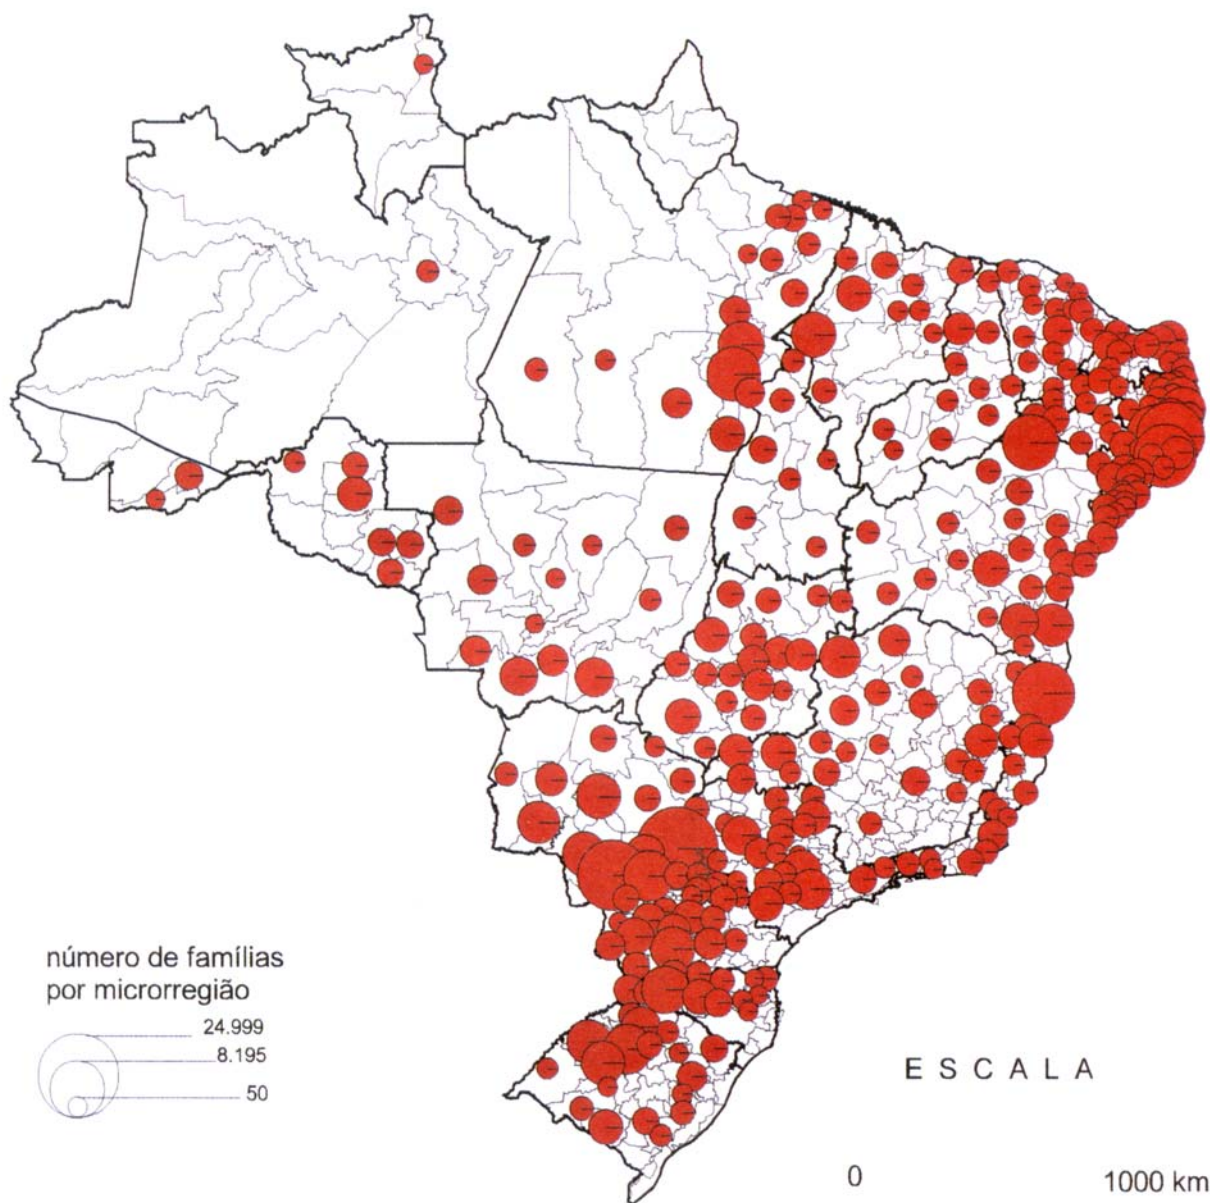 número de famílias
por microrregião
24.999
8.195
50
E S C A L A
0 1000 km